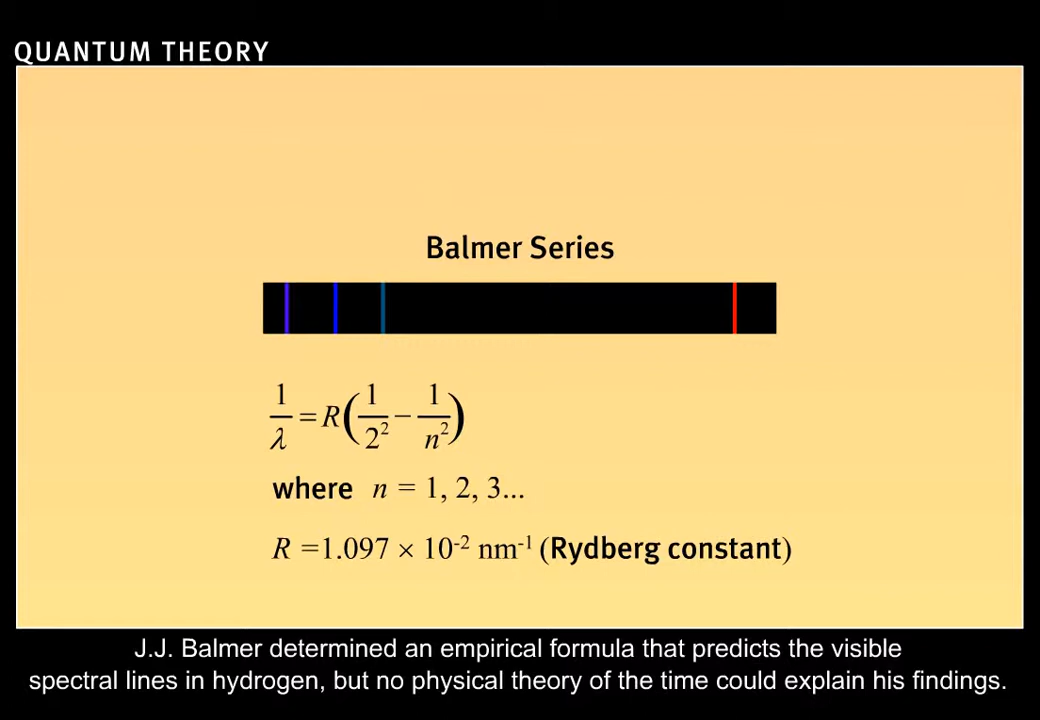 QUANTUM THEORY
Balmer Series
1/λ = R(1/2² − 1/n²)
where n = 1, 2, 3...
R =1.097 × 10⁻² nm⁻¹ (Rydberg constant)
J.J. Balmer determined an empirical formula that predicts the visible
spectral lines in hydrogen, but no physical theory of the time could explain his findings.